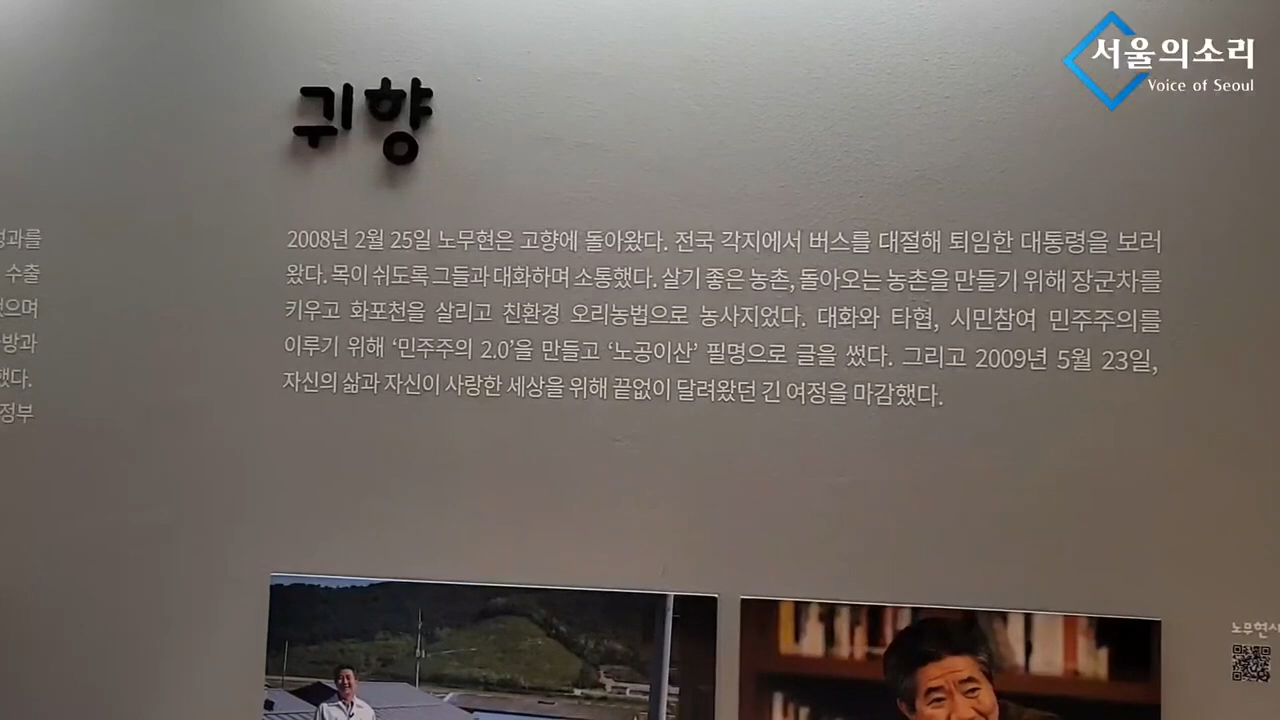 서울의소리
Voice of Seoul
귀향
2008년 2월 25일 노무현은 고향에 돌아왔다. 전국 각지에서 버스를 대절해 퇴임한 대통령을 보러
왔다. 목이 쉬도록 그들과 대화하며 소통했다. 살기 좋은 농촌, 돌아오는 농촌을 만들기 위해 장군차를
키우고 화포천을 살리고 친환경 오리농법으로 농사지었다. 대화와 타협, 시민참여 민주주의를
이루기 위해 ‘민주주의 2.0’을 만들고 ‘노공이산’ 필명으로 글을 썼다. 그리고 2009년 5월 23일,
자신의 삶과 자신이 사랑한 세상을 위해 끝없이 달려왔던 긴 여정을 마감했다.
수출
정부